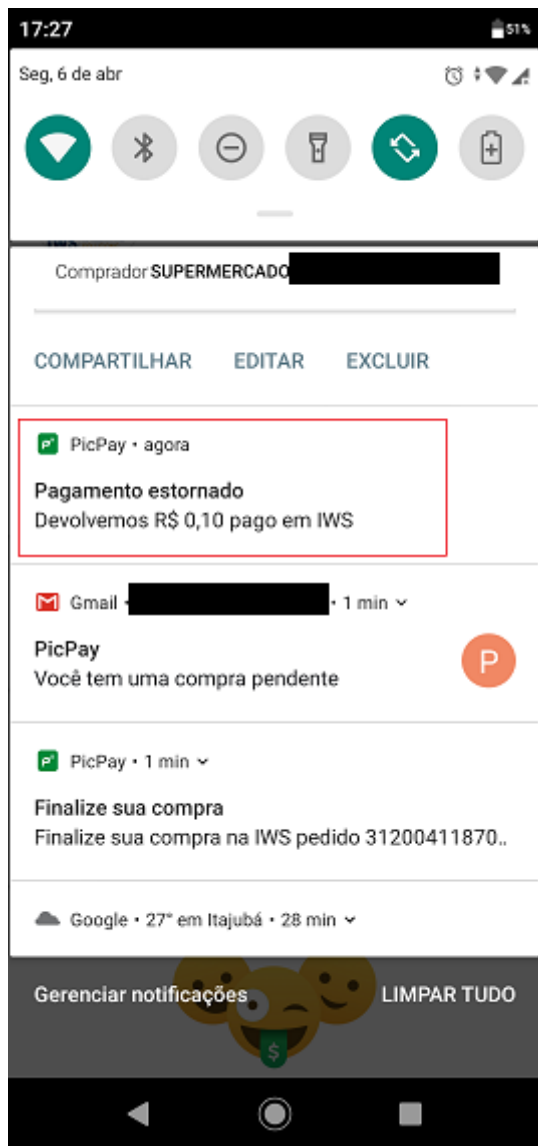 17:27
51%
Seg, 6 de abr
Comprador SUPERMERCADO
COMPARTILHAR EDITAR EXCLUIR
PicPay • agora
Pagamento estornado
Devolvemos R$ 0,10 pago em IWS
Gmail • • 1 min
PicPay
Você tem uma compra pendente
P
PicPay • 1 min
Finalize sua compra
Finalize sua compra na IWS pedido 31200411870..
Google • 27° em Itajubá • 28 min
Gerenciar notificações
LIMPAR TUDO